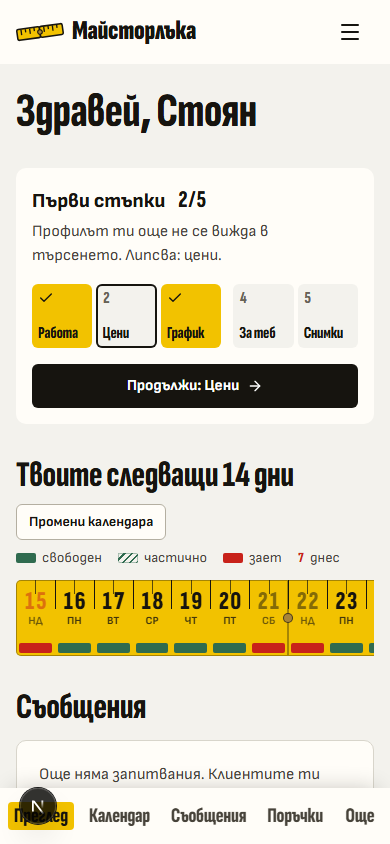 Майсторлъка
Здравей, Стоян
Първи стъпки 2/5
Профилът ти още не се вижда в
търсенето. Липсва: цени.
2 4 5
Работа Цени График За теб Снимки
Продължи: Цени →
Твоите следващи 14 дни
Промени календара
свободен частично зает 7 днес
15 16 17 18 19 20 21 22 23
НД ПН ВТ СР ЧТ ПТ СБ НД ПН
Съобщения
Още няма запитвания. Клиентите ти
N
Преглед Календар Съобщения Поръчки Още